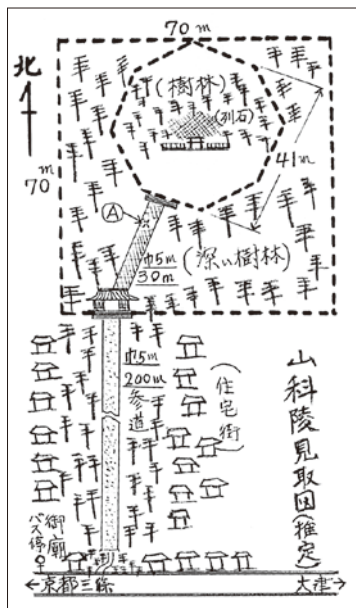 70m
北
70m
(樹林)
(列石)
41m
Ⓐ
巾5m
30m
(深い樹林)
巾5m
200m
参道
(住宅街)
山科陵見取図(推定)
御廟
バス停
←京都三條
大津→